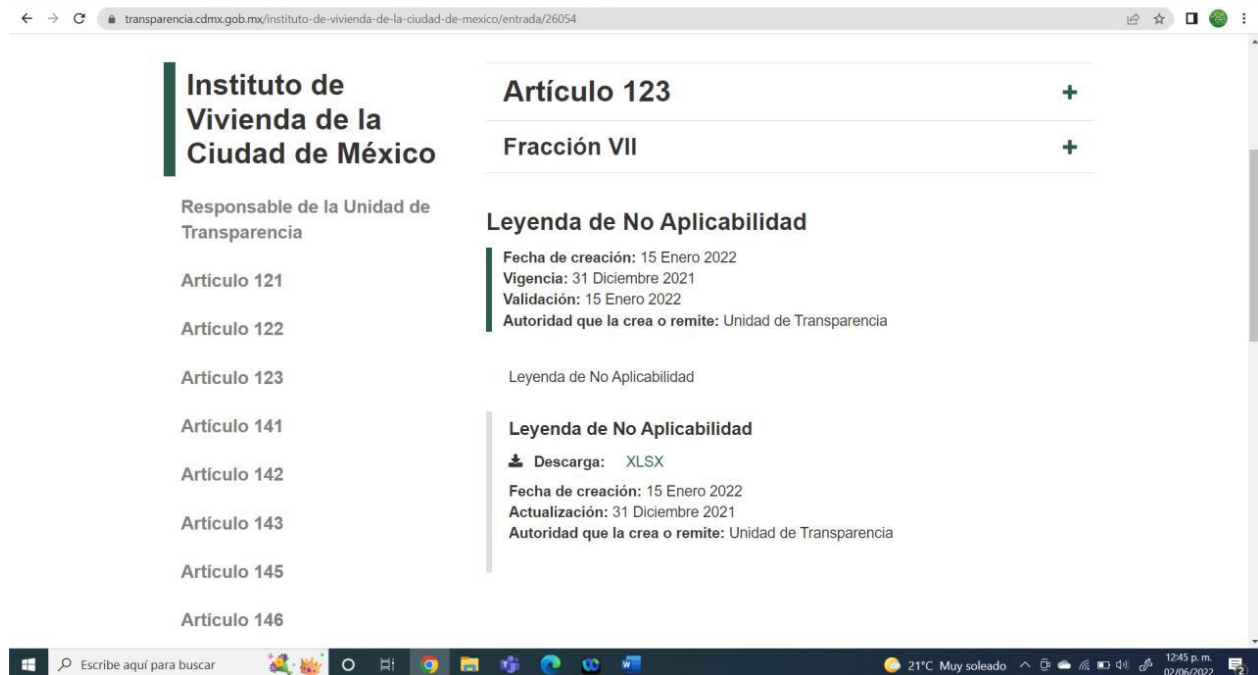 transparencia.cdmx.gob.mx/instituto-de-vivienda-de-la-ciudad-de-mexico/entrada/26054
Instituto de
Vivienda de la
Ciudad de México
Responsable de la Unidad de
Transparencia
Artículo 121
Artículo 122
Artículo 123
Artículo 141
Artículo 142
Artículo 143
Artículo 145
Artículo 146
Artículo 123
Fracción VII
Leyenda de No Aplicabilidad
Fecha de creación: 15 Enero 2022
Vigencia: 31 Diciembre 2021
Validación: 15 Enero 2022
Autoridad que la crea o remite: Unidad de Transparencia
Leyenda de No Aplicabilidad
Leyenda de No Aplicabilidad
Descarga: XLSX
Fecha de creación: 15 Enero 2022
Actualización: 31 Diciembre 2021
Autoridad que la crea o remite: Unidad de Transparencia
Escribe aquí para buscar
21°C Muy soleado
12:45 p. m.
02/06/2022
2